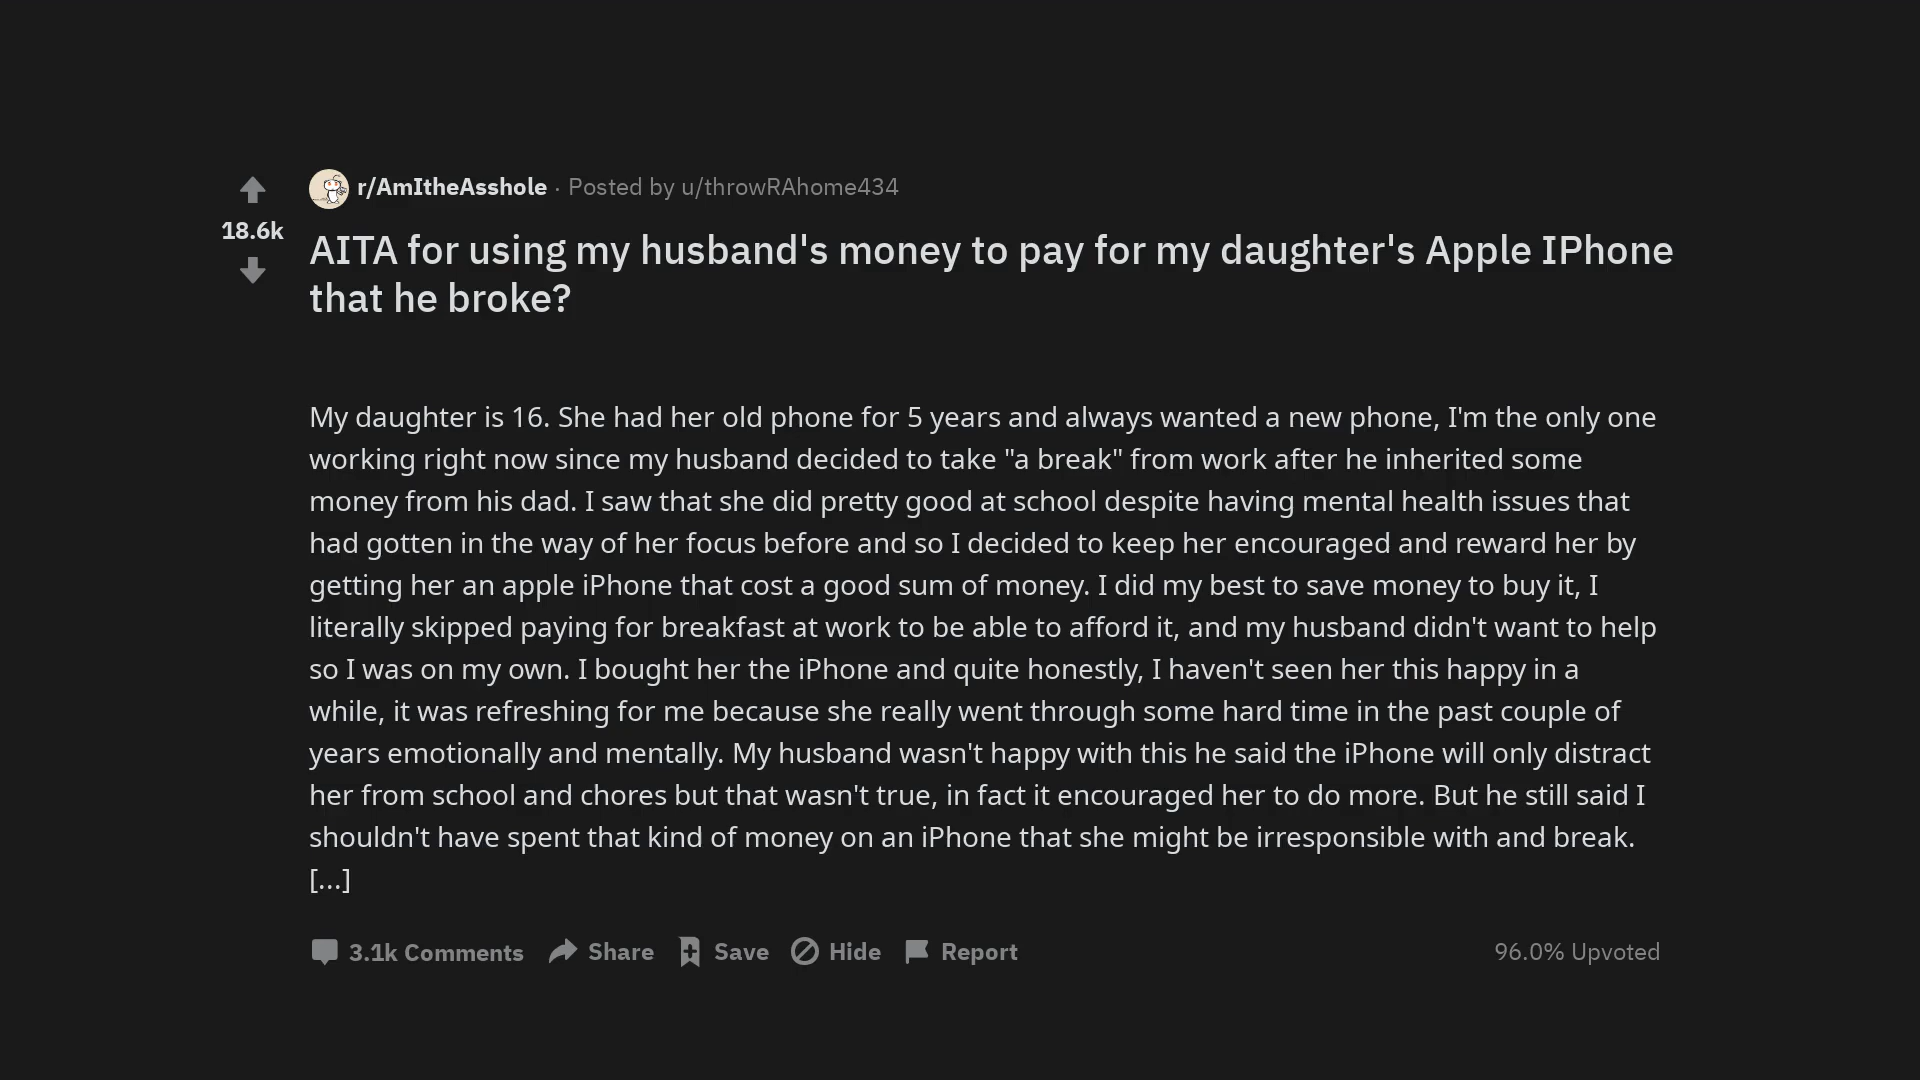 r/AmItheAsshole · Posted by u/throwRAhome434
18.6k
AITA for using my husband's money to pay for my daughter's Apple IPhone
that he broke?
My daughter is 16. She had her old phone for 5 years and always wanted a new phone, I'm the only one
working right now since my husband decided to take "a break" from work after he inherited some
money from his dad. I saw that she did pretty good at school despite having mental health issues that
had gotten in the way of her focus before and so I decided to keep her encouraged and reward her by
getting her an apple iPhone that cost a good sum of money. I did my best to save money to buy it, I
literally skipped paying for breakfast at work to be able to afford it, and my husband didn't want to help
so I was on my own. I bought her the iPhone and quite honestly, I haven't seen her this happy in a
while, it was refreshing for me because she really went through some hard time in the past couple of
years emotionally and mentally. My husband wasn't happy with this he said the iPhone will only distract
her from school and chores but that wasn't true, in fact it encouraged her to do more. But he still said I
shouldn't have spent that kind of money on an iPhone that she might be irresponsible with and break.
[...]
3.1k Comments Share Save Hide Report 96.0% Upvoted